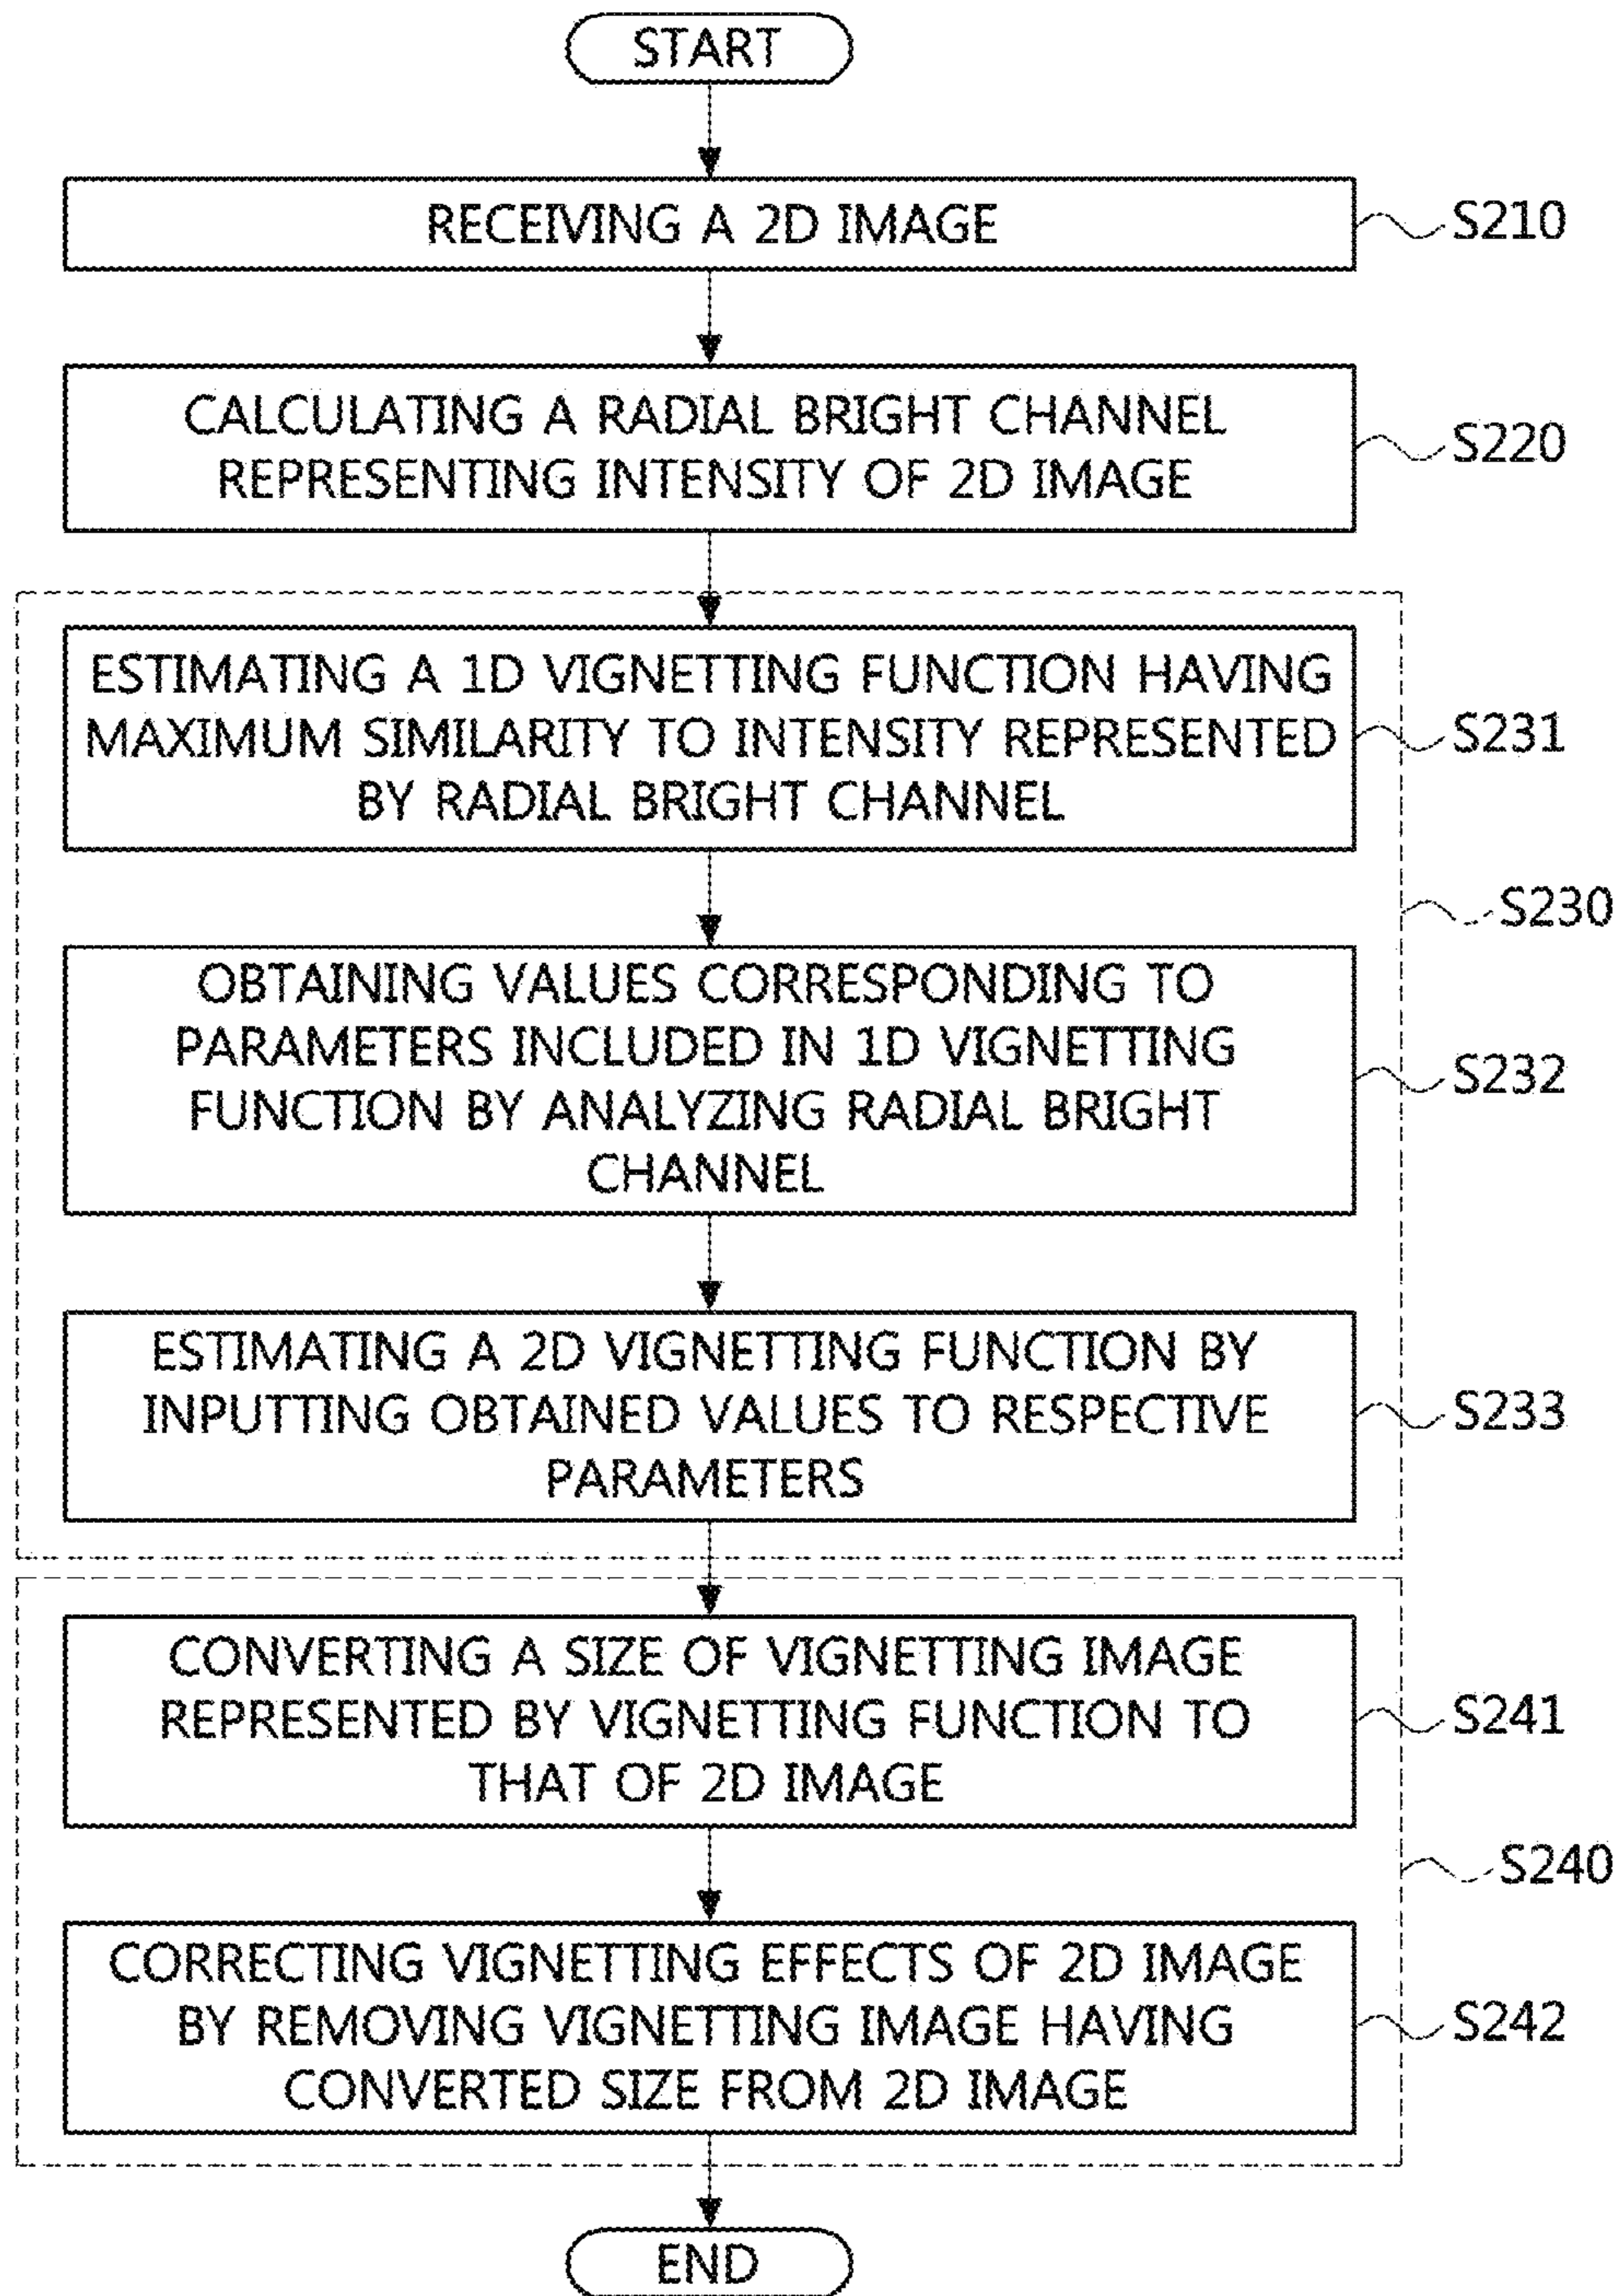 START
RECEIVING A 2D IMAGE
S210
CALCULATING A RADIAL BRIGHT CHANNEL
REPRESENTING INTENSITY OF 2D IMAGE
S220
ESTIMATING A 1D VIGNETTING FUNCTION HAVING
MAXIMUM SIMILARITY TO INTENSITY REPRESENTED
BY RADIAL BRIGHT CHANNEL
S231
S230
OBTAINING VALUES CORRESPONDING TO
PARAMETERS INCLUDED IN 1D VIGNETTING
FUNCTION BY ANALYZING RADIAL BRIGHT
CHANNEL
S232
ESTIMATING A 2D VIGNETTING FUNCTION BY
INPUTTING OBTAINED VALUES TO RESPECTIVE
PARAMETERS
S233
CONVERTING A SIZE OF VIGNETTING IMAGE
REPRESENTED BY VIGNETTING FUNCTION TO
THAT OF 2D IMAGE
S241
S240
CORRECTING VIGNETTING EFFECTS OF 2D IMAGE
BY REMOVING VIGNETTING IMAGE HAVING
CONVERTED SIZE FROM 2D IMAGE
S242
END